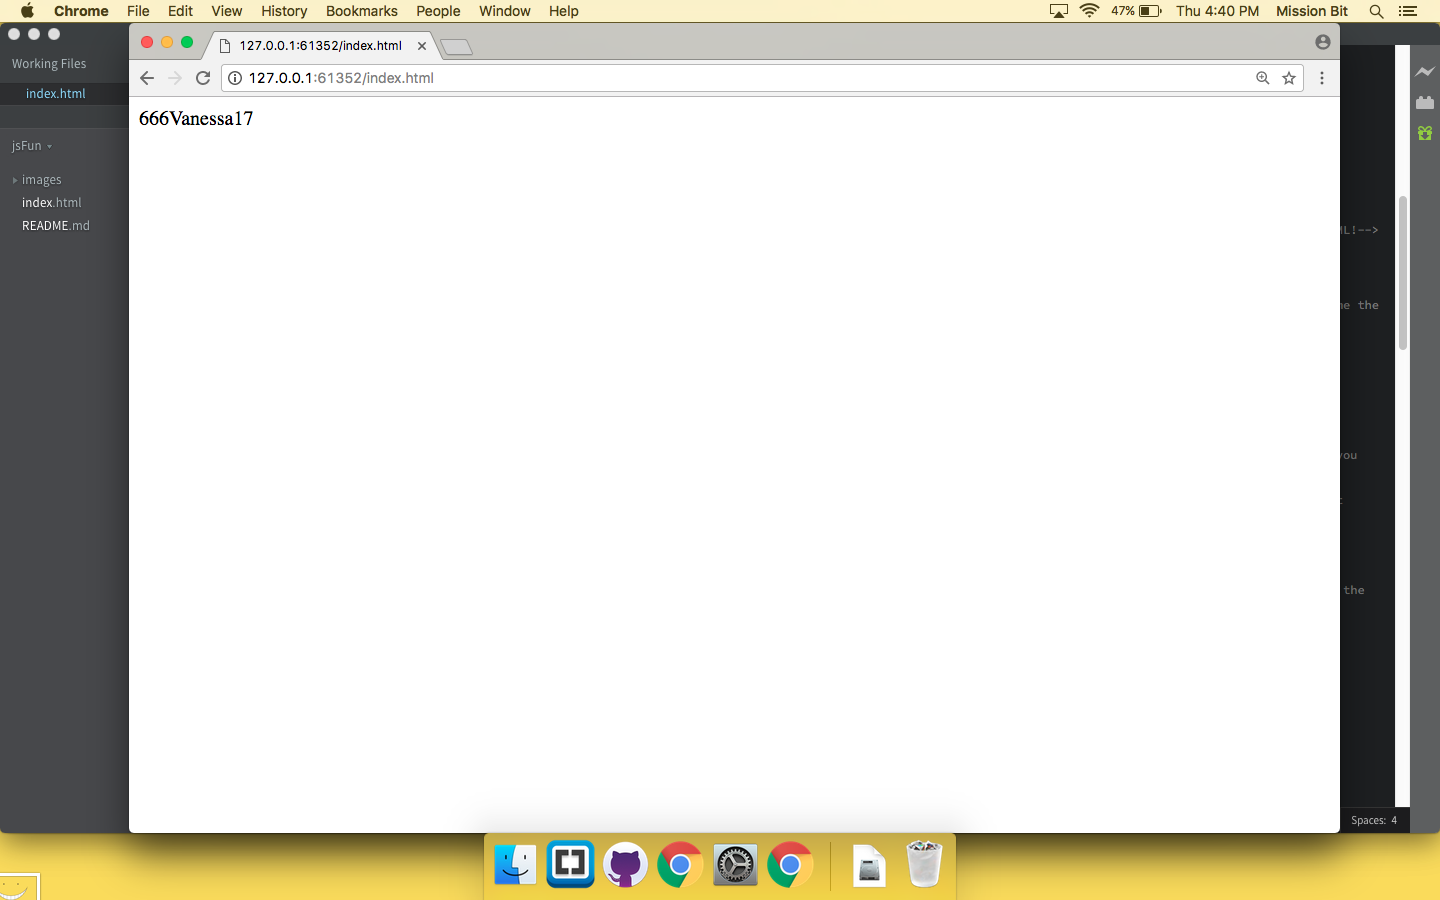 Chrome File Edit View History Bookmarks People Window Help 47% Thu 4:40 PM Mission Bit
127.0.0.1:61352/index.html
127.0.0.1:61352/index.html
666Vanessa17
Working Files
index.html
jsFun
images
index.html
README.md
ML!-->
the
you
the
Spaces: 4